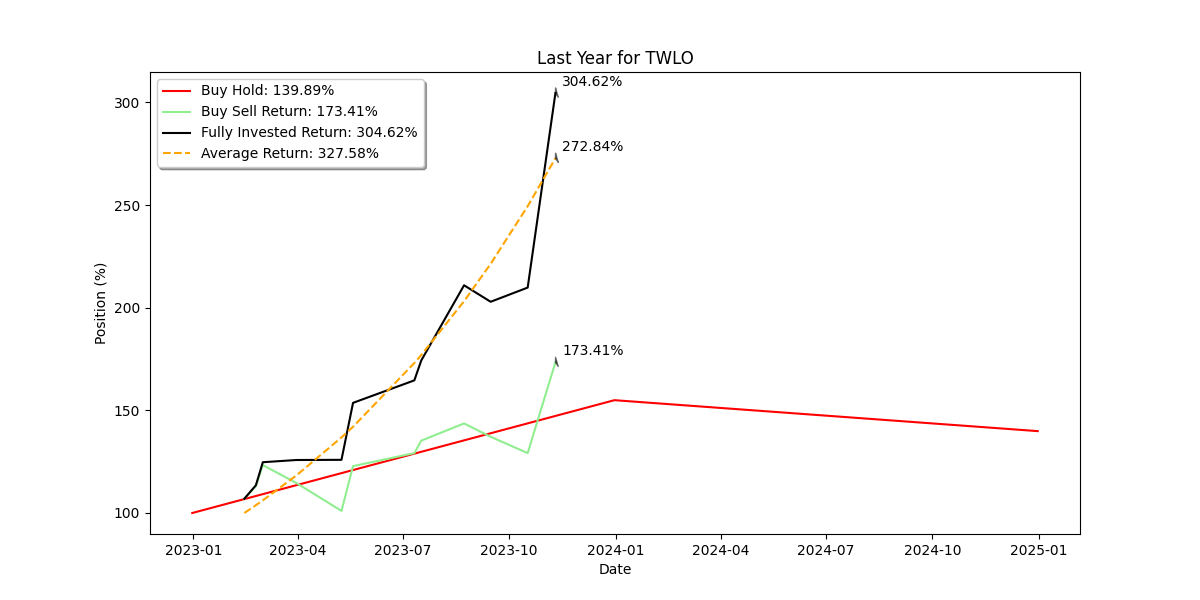 Last Year for TWLO
Buy Hold: 139.89%
Buy Sell Return: 173.41%
Fully Invested Return: 304.62%
Average Return: 327.58%
304.62%
272.84%
173.41%
Position (%)
300
250
200
150
100
2023-01 2023-04 2023-07 2023-10 2024-01 2024-04 2024-07 2024-10 2025-01
Date